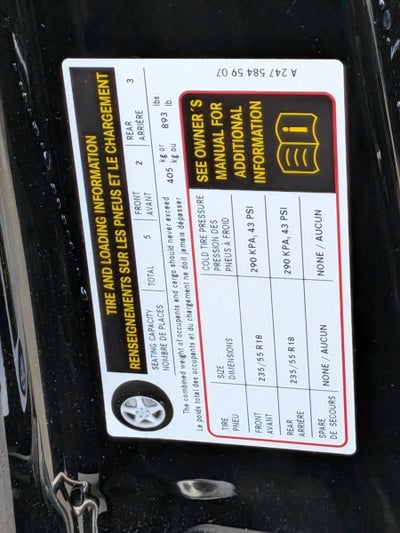 TIRE AND LOADING INFORMATION
RENSEIGNEMENTS SUR LES PNEUS ET LE CHARGEMENT
SEATING CAPACITY
NOMBRE DE PLACES
TOTAL 5
FRONT
AVANT
2
REAR
ARRIÈRE
3
The combined weight of occupants and cargo should never exceed 405 kg or 893 lbs.
Le poids total des occupants et du chargement ne doit jamais dépasser kg ou lb
TIRE
PNEU
SIZE
DIMENSIONS
COLD TIRE PRESSURE
PRESSION DES
PNEUS À FROID
FRONT
AVANT
235/55 R18
290 KPA, 43 PSI
REAR
ARRIÈRE
235/55 R18
290 KPA, 43 PSI
SPARE
DE SECOURS
NONE / AUCUN
NONE / AUCUN
SEE OWNER´S
MANUAL FOR
ADDITIONAL
INFORMATION
A 247 584 59 07